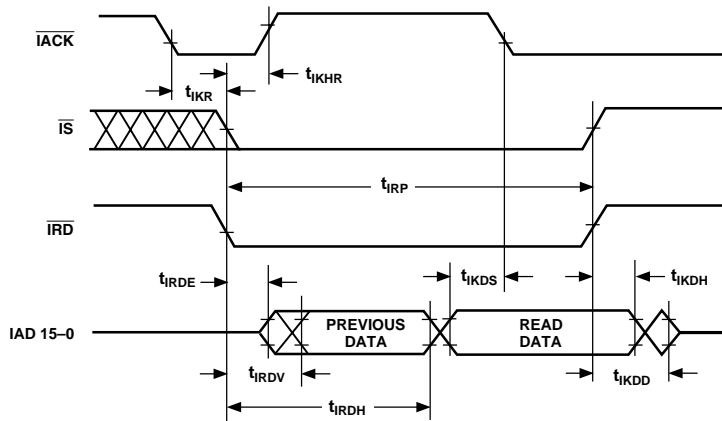 IACK
tIKR
tIKHR
IS
tIRP
IRD
tIRDE
tIKDS
tIKDH
IAD 15–0
PREVIOUS DATA
READ DATA
tIRDV
tIKDD
tIRDH